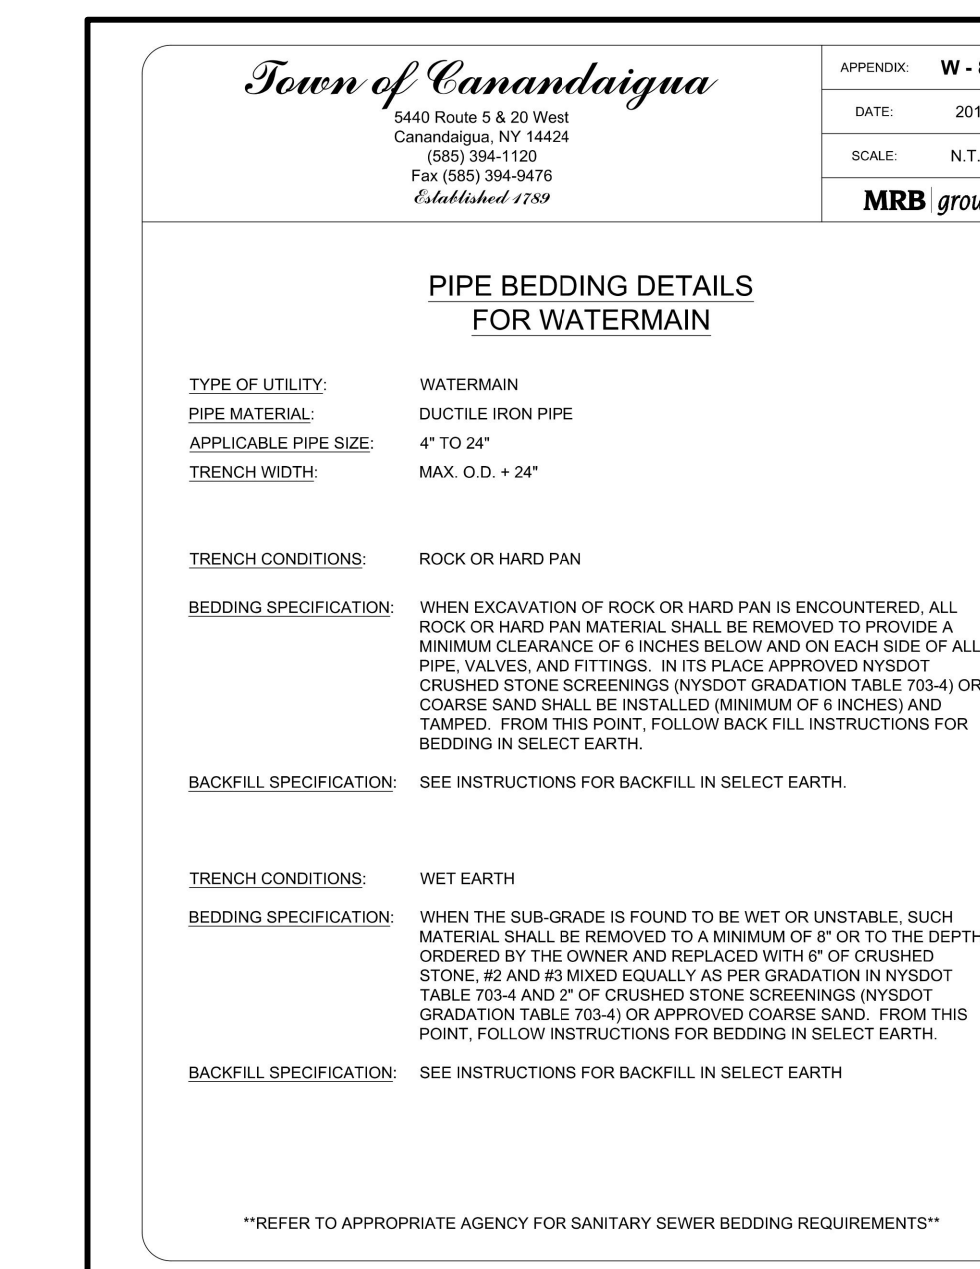 Town of Canandaigua
5440 Route 5 & 20 West
Canandaigua, NY 14424
(585) 394-1120
Fax (585) 394-9476
Established 1789
APPENDIX: W -
DATE: 201
SCALE: N.T.
MRB grou
PIPE BEDDING DETAILS
FOR WATERMAIN
TYPE OF UTILITY: WATERMAIN
PIPE MATERIAL: DUCTILE IRON PIPE
APPLICABLE PIPE SIZE: 4" TO 24"
TRENCH WIDTH: MAX. O.D. + 24"
TRENCH CONDITIONS: ROCK OR HARD PAN
BEDDING SPECIFICATION: WHEN EXCAVATION OF ROCK OR HARD PAN IS ENCOUNTERED, ALL
ROCK OR HARD PAN MATERIAL SHALL BE REMOVED TO PROVIDE A
MINIMUM CLEARANCE OF 6 INCHES BELOW AND ON EACH SIDE OF ALL
PIPE, VALVES, AND FITTINGS. IN ITS PLACE APPROVED NYSDOT
CRUSHED STONE SCREENINGS (NYSDOT GRADATION TABLE 703-4) OR
COARSE SAND SHALL BE INSTALLED (MINIMUM OF 6 INCHES) AND
TAMPED. FROM THIS POINT, FOLLOW BACK FILL INSTRUCTIONS FOR
BEDDING IN SELECT EARTH.
BACKFILL SPECIFICATION: SEE INSTRUCTIONS FOR BACKFILL IN SELECT EARTH.
TRENCH CONDITIONS: WET EARTH
BEDDING SPECIFICATION: WHEN THE SUB-GRADE IS FOUND TO BE WET OR UNSTABLE, SUCH
MATERIAL SHALL BE REMOVED TO A MINIMUM OF 8" OR TO THE DEPTH
ORDERED BY THE OWNER AND REPLACED WITH 6" OF CRUSHED
STONE, #2 AND #3 MIXED EQUALLY AS PER GRADATION IN NYSDOT
TABLE 703-4 AND 2" OF CRUSHED STONE SCREENINGS (NYSDOT
GRADATION TABLE 703-4) OR APPROVED COARSE SAND. FROM THIS
POINT, FOLLOW INSTRUCTIONS FOR BEDDING IN SELECT EARTH.
BACKFILL SPECIFICATION: SEE INSTRUCTIONS FOR BACKFILL IN SELECT EARTH
**REFER TO APPROPRIATE AGENCY FOR SANITARY SEWER BEDDING REQUIREMENTS**